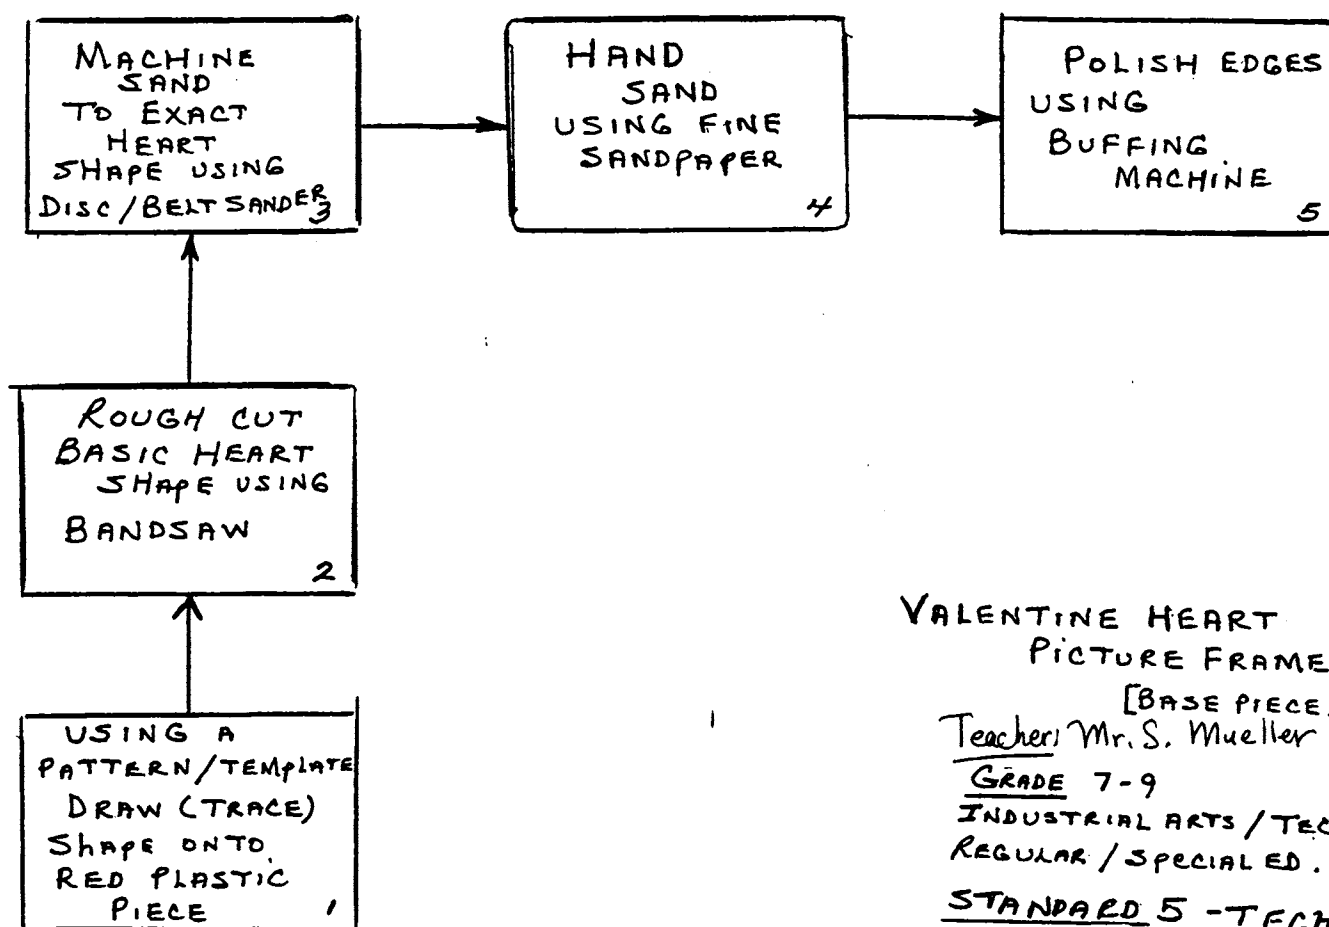 MACHINE
SAND
TO EXACT
HEART
SHAPE USING
DISC/BELT SANDER
3
HAND
SAND
USING FINE
SANDPAPER
4
POLISH EDGES
USING
BUFFING
MACHINE
5
ROUGH CUT
BASIC HEART
SHAPE USING
BANDSAW
2
USING A
PATTERN/TEMPLATE
DRAW (TRACE)
SHAPE ONTO
RED PLASTIC
PIECE
1
VALENTINE HEART
PICTURE FRAME
[BASE PIECE
Teacher: Mr. S. Mueller
GRADE 7-9
INDUSTRIAL ARTS / TEC
REGULAR / SPECIAL ED.
STANDARD 5 - TECH